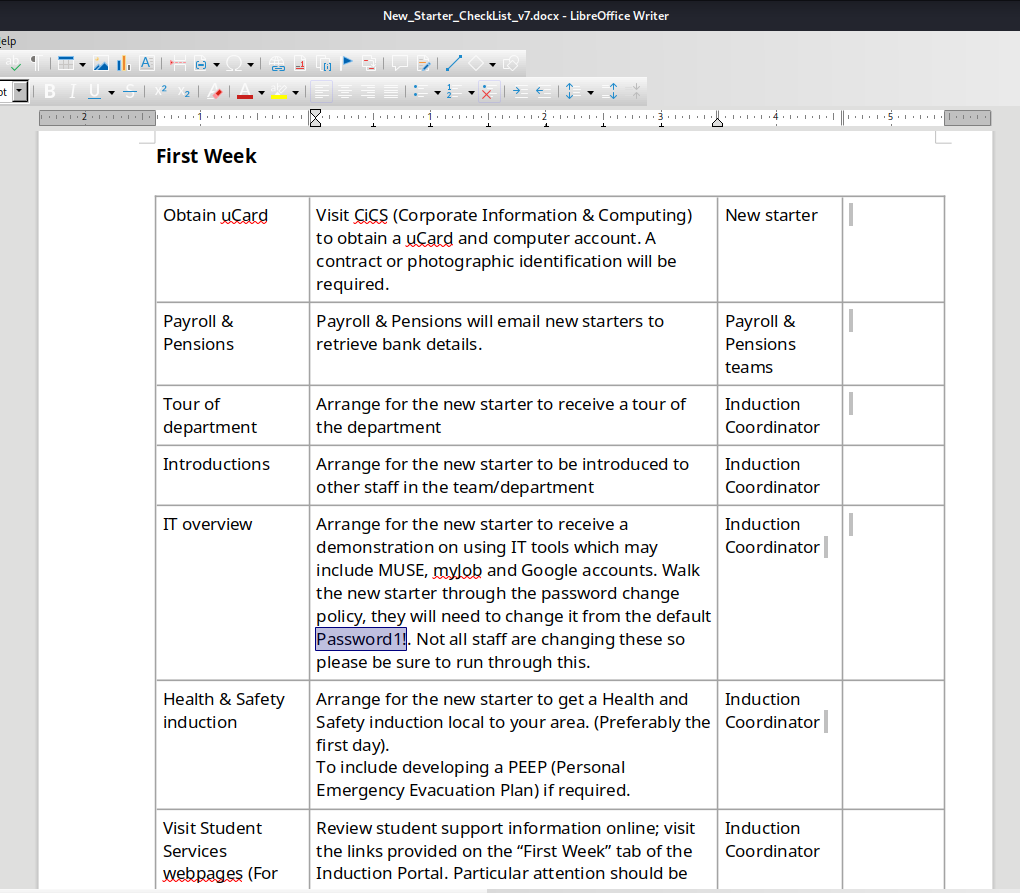 New_Starter_CheckList_v7.docx - LibreOffice Writer
elp
pt
2 1 1 2 3 4 5
First Week
Obtain uCard
Visit CiCS (Corporate Information & Computing)
to obtain a uCard and computer account. A
contract or photographic identification will be
required.
New starter
Payroll &
Pensions
Payroll & Pensions will email new starters to
retrieve bank details.
Payroll &
Pensions
teams
Tour of
department
Arrange for the new starter to receive a tour of
the department
Induction
Coordinator
Introductions
Arrange for the new starter to be introduced to
other staff in the team/department
Induction
Coordinator
IT overview
Arrange for the new starter to receive a
demonstration on using IT tools which may
include MUSE, myJob and Google accounts. Walk
the new starter through the password change
policy, they will need to change it from the default
Password1!. Not all staff are changing these so
please be sure to run through this.
Induction
Coordinator
Health & Safety
induction
Arrange for the new starter to get a Health and
Safety induction local to your area. (Preferably the
first day).
To include developing a PEEP (Personal
Emergency Evacuation Plan) if required.
Induction
Coordinator
Visit Student
Services
webpages (For
Review student support information online; visit
the links provided on the “First Week” tab of the
Induction Portal. Particular attention should be
Induction
Coordinator